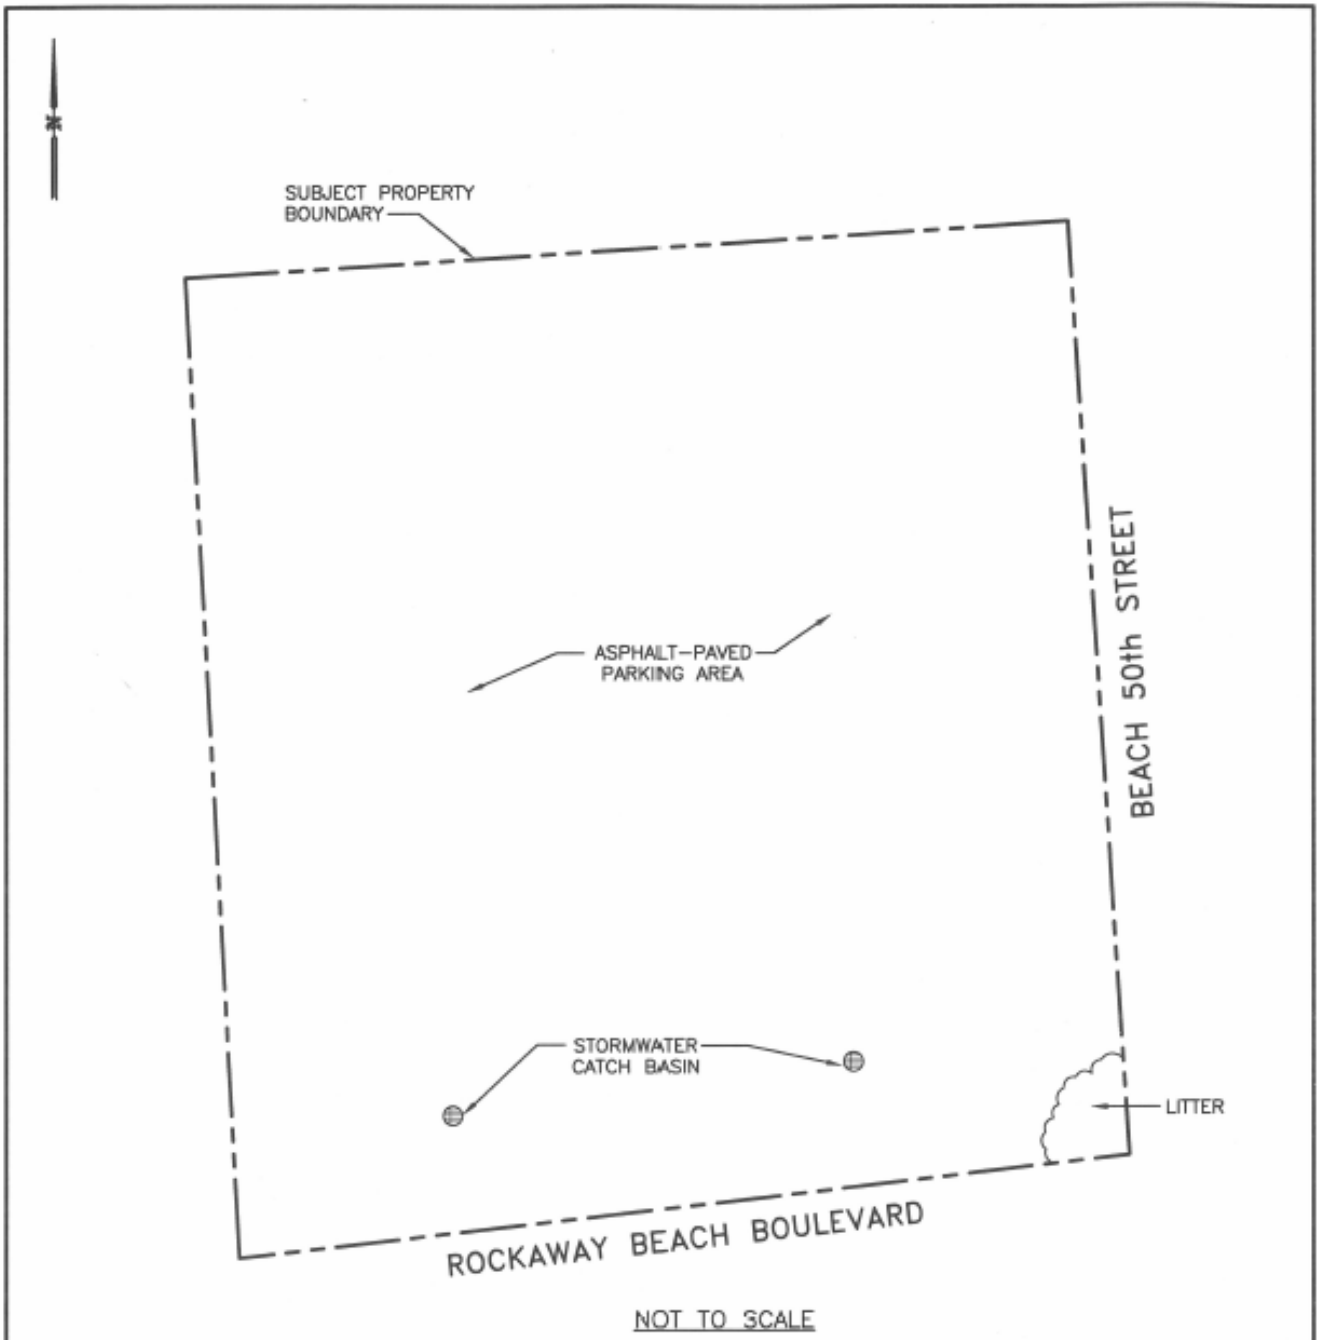 N
SUBJECT PROPERTY
BOUNDARY
BEACH 50th STREET
ASPHALT-PAVED
PARKING AREA
STORMWATER
CATCH BASIN
LITTER
ROCKAWAY BEACH BOULEVARD
NOT TO SCALE